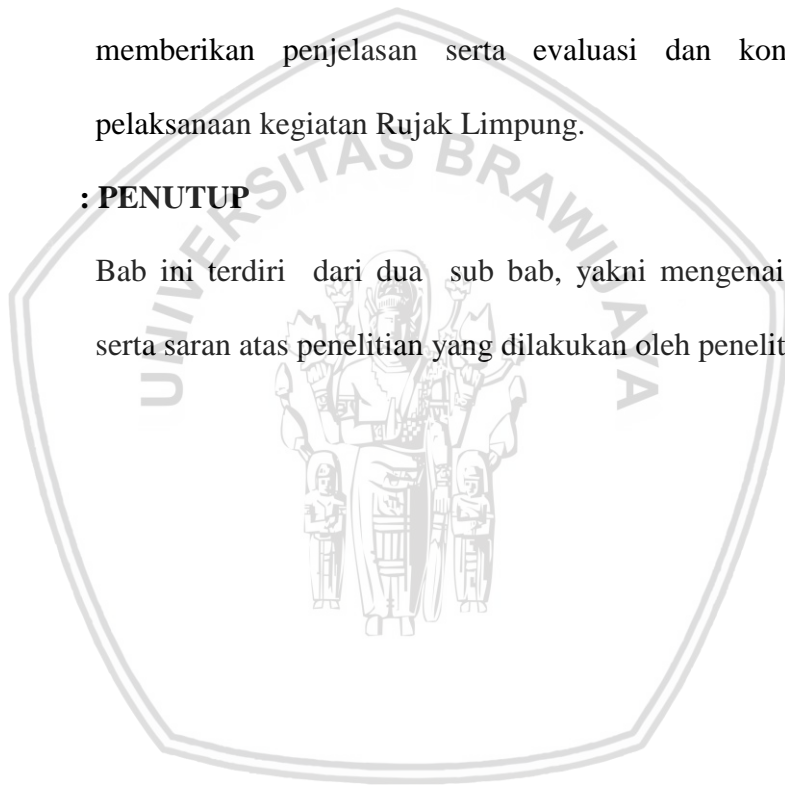 memberikan penjelasan serta evaluasi dan kon
pelaksanaan kegiatan Rujak Limpung.
: PENUTUP
Bab ini terdiri dari dua sub bab, yakni mengenai
serta saran atas penelitian yang dilakukan oleh penelit
UNIVERSITAS BRAWIJAYA